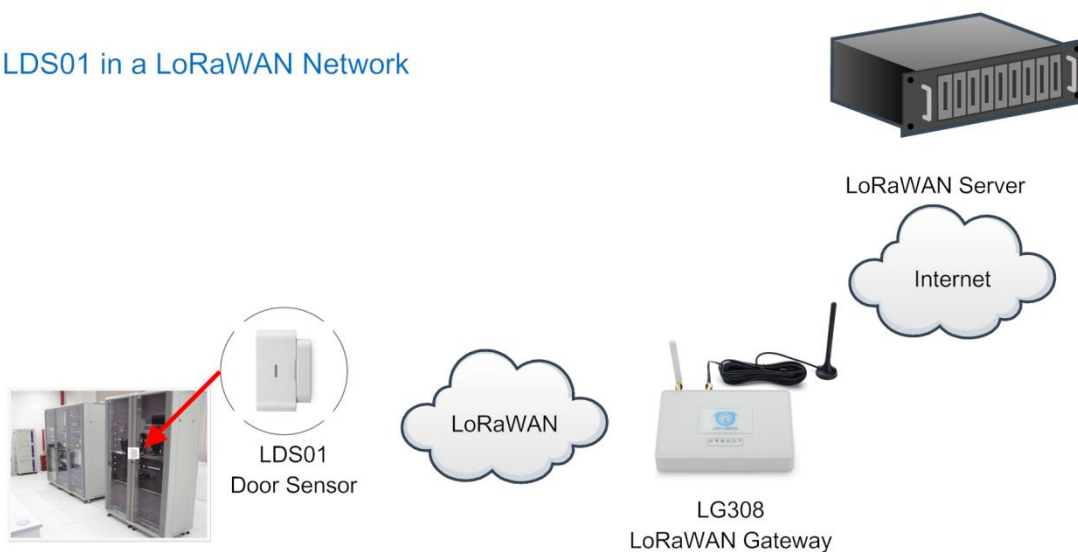 LDS01 in a LoRaWAN Network
LoRaWAN Server
Internet
LoRaWAN
LDS01
Door Sensor
LG308
LoRaWAN Gateway